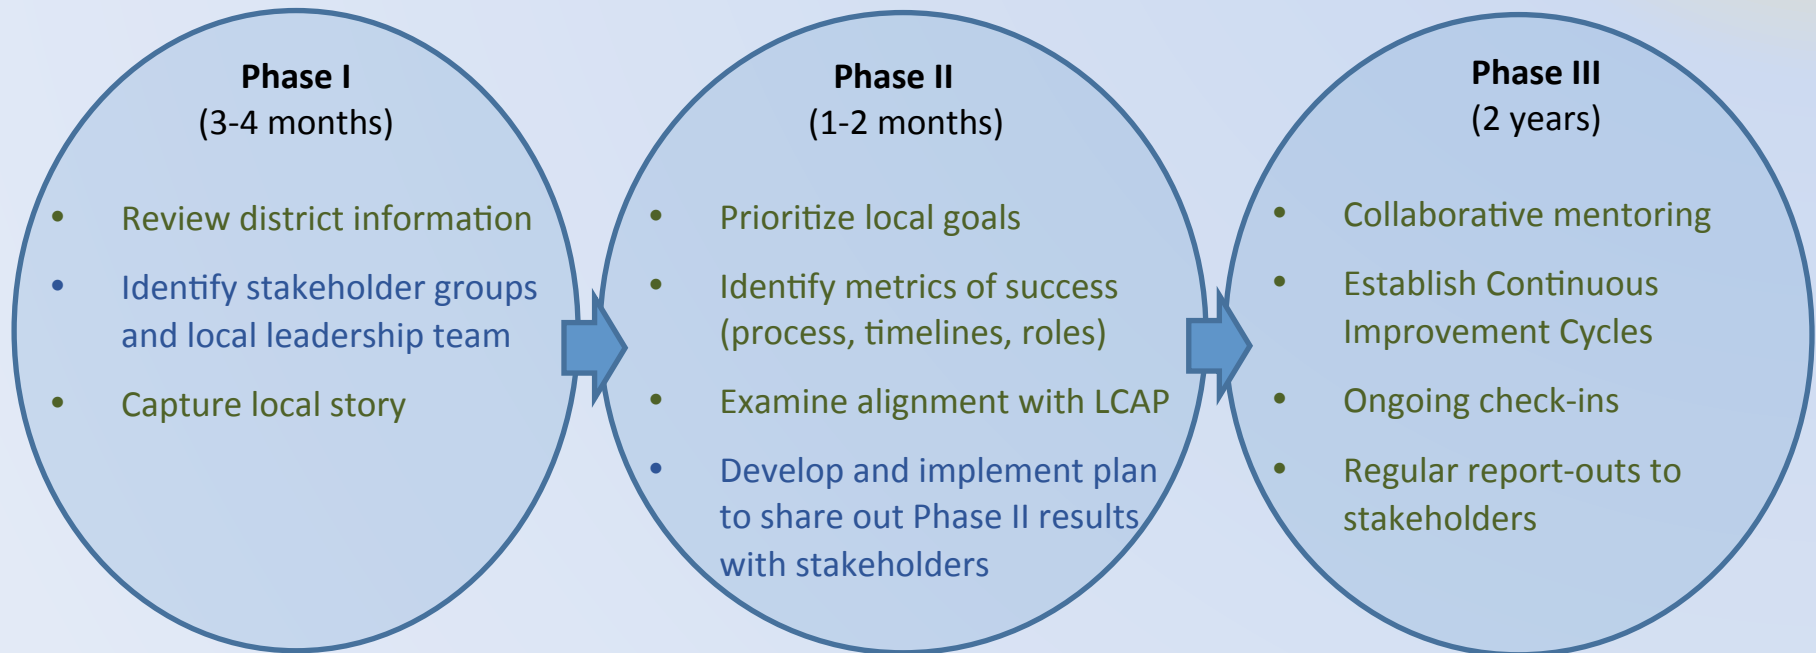 Phase I
(3-4 months)
• Review district information
• Identify stakeholder groups
and local leadership team
• Capture local story
Phase II
(1-2 months)
• Prioritize local goals
• Identify metrics of success
(process, timelines, roles)
• Examine alignment with LCAP
• Develop and implement plan
to share out Phase II results
with stakeholders
Phase III
(2 years)
• Collaborative mentoring
• Establish Continuous
Improvement Cycles
• Ongoing check-ins
• Regular report-outs to
stakeholders